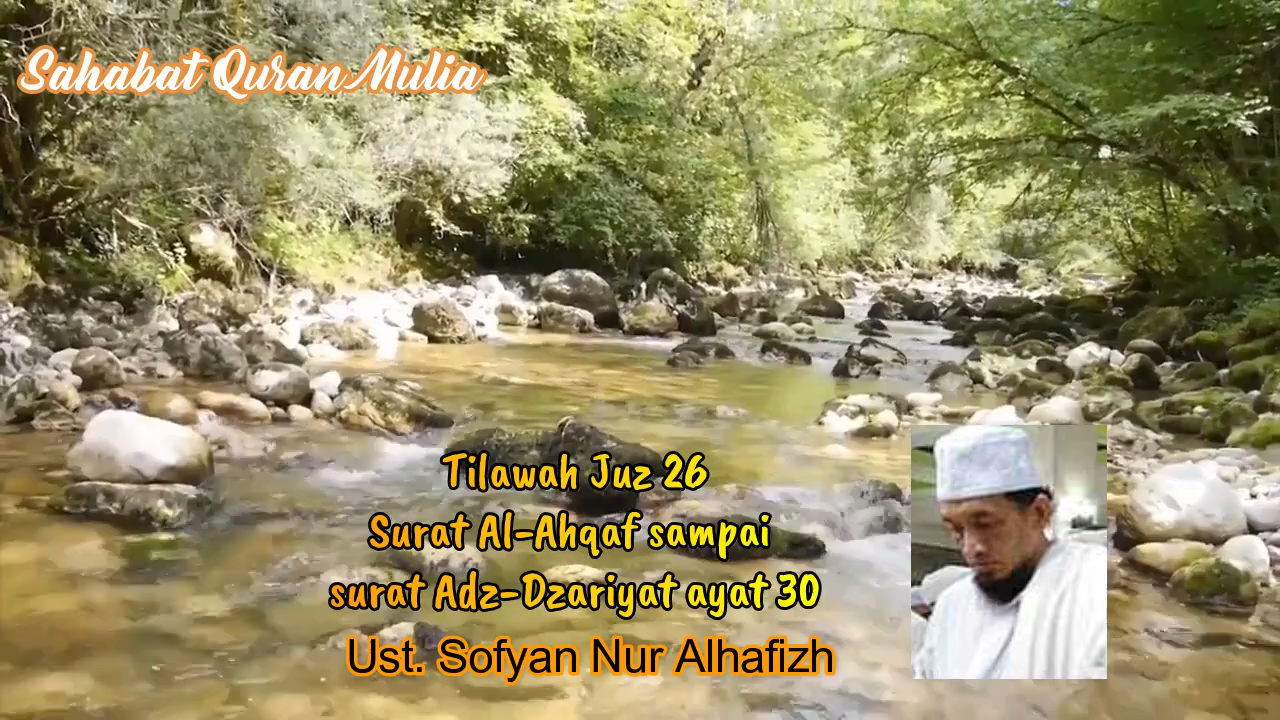 Sahabat Quran Mulia
Tilawah Juz 26
Surat Al-Ahqaf sampai
surat Adz-Dzariyat ayat 30
Ust. Sofyan Nur Alhafizh